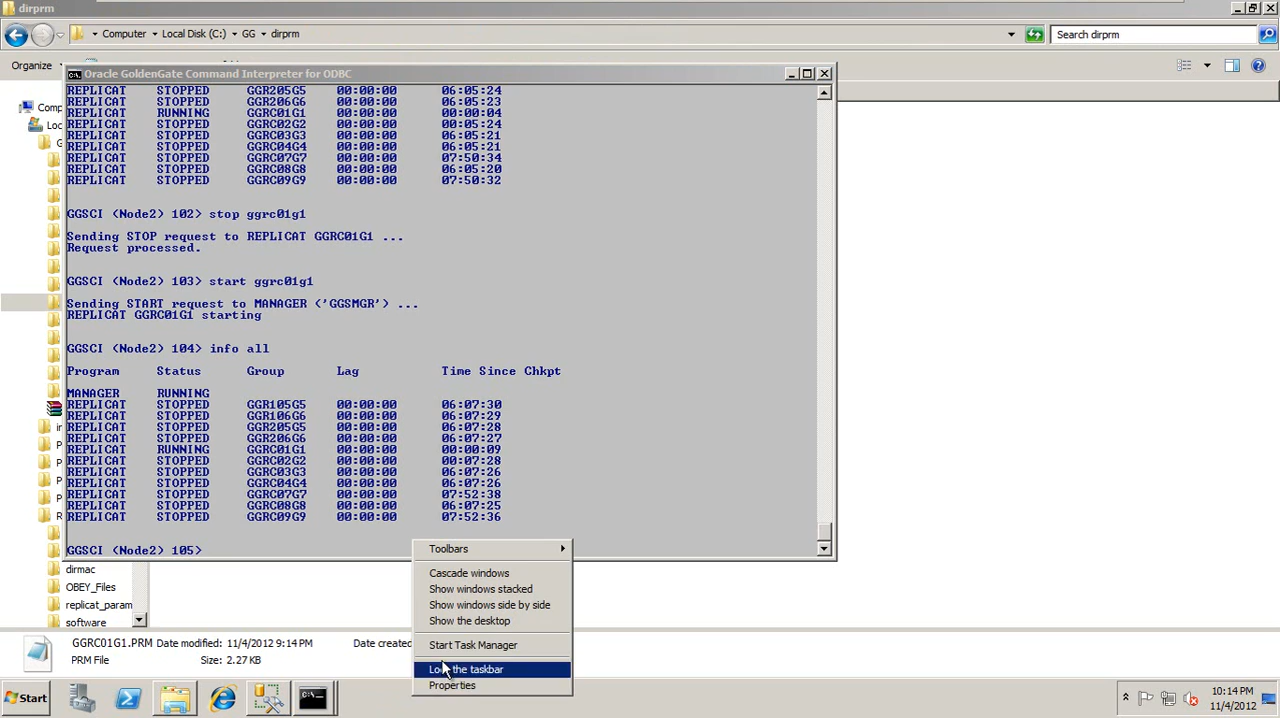 dirprm
Computer Local Disk (C:) GG dirprm
Search dirprm
Organize
Oracle GoldenGate Command Interpreter for ODBC
REPLICAT STOPPED GGR205G5 00:00:00 06:05:24
REPLICAT STOPPED GGR206G6 00:00:00 06:05:23
REPLICAT RUNNING GGRC01G1 00:00:00 00:00:04
REPLICAT STOPPED GGRC02G2 00:00:00 06:05:24
REPLICAT STOPPED GGRC03G3 00:00:00 06:05:21
REPLICAT STOPPED GGRC04G4 00:00:00 06:05:21
REPLICAT STOPPED GGRC07G7 00:00:00 07:50:34
REPLICAT STOPPED GGRC08G8 00:00:00 06:05:20
REPLICAT STOPPED GGRC09G9 00:00:00 07:50:32
GGSCI (Node2) 102> stop ggrc01g1
Sending STOP request to REPLICAT GGRC01G1 ...
Request processed.
GGSCI (Node2) 103> start ggrc01g1
Sending START request to MANAGER ('GGSMGR') ...
REPLICAT GGRC01G1 starting
GGSCI (Node2) 104> info all
Program Status Group Lag Time Since Chkpt
MANAGER RUNNING
REPLICAT STOPPED GGR105G5 00:00:00 06:07:30
REPLICAT STOPPED GGR106G6 00:00:00 06:07:29
REPLICAT STOPPED GGR205G5 00:00:00 06:07:28
REPLICAT STOPPED GGR206G6 00:00:00 06:07:27
REPLICAT RUNNING GGRC01G1 00:00:00 00:00:09
REPLICAT STOPPED GGRC02G2 00:00:00 06:07:28
REPLICAT STOPPED GGRC03G3 00:00:00 06:07:26
REPLICAT STOPPED GGRC04G4 00:00:00 06:07:26
REPLICAT STOPPED GGRC07G7 00:00:00 07:52:38
REPLICAT STOPPED GGRC08G8 00:00:00 06:07:25
REPLICAT STOPPED GGRC09G9 00:00:00 07:52:36
GGSCI (Node2) 105>
Toolbars
Cascade windows
Show windows stacked
Show windows side by side
Show the desktop
Start Task Manager
Lock the taskbar
Properties
dirmac
OBEY_Files
replicat_param
software
GGRC01G1.PRM Date modified: 11/4/2012 9:14 PM Date created
PRM File Size: 2.27 KB
Start
10:14 PM
11/4/2012